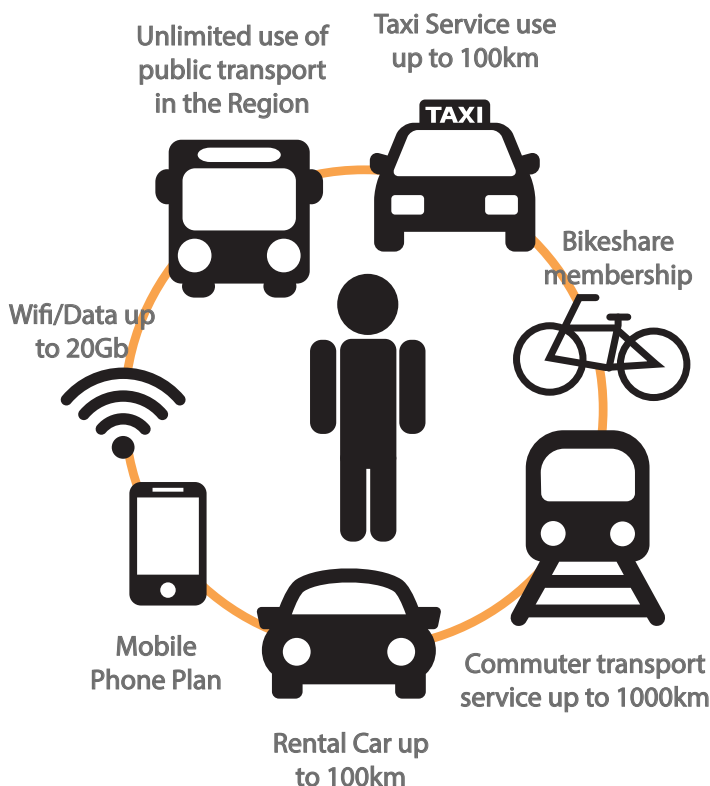 Unlimited use of
public transport
in the Region
Taxi Service use
up to 100km
TAXI
Bikeshare
membership
Wifi/Data up
to 20Gb
Mobile
Phone Plan
Commuter transport
service up to 1000km
Rental Car up
to 100km